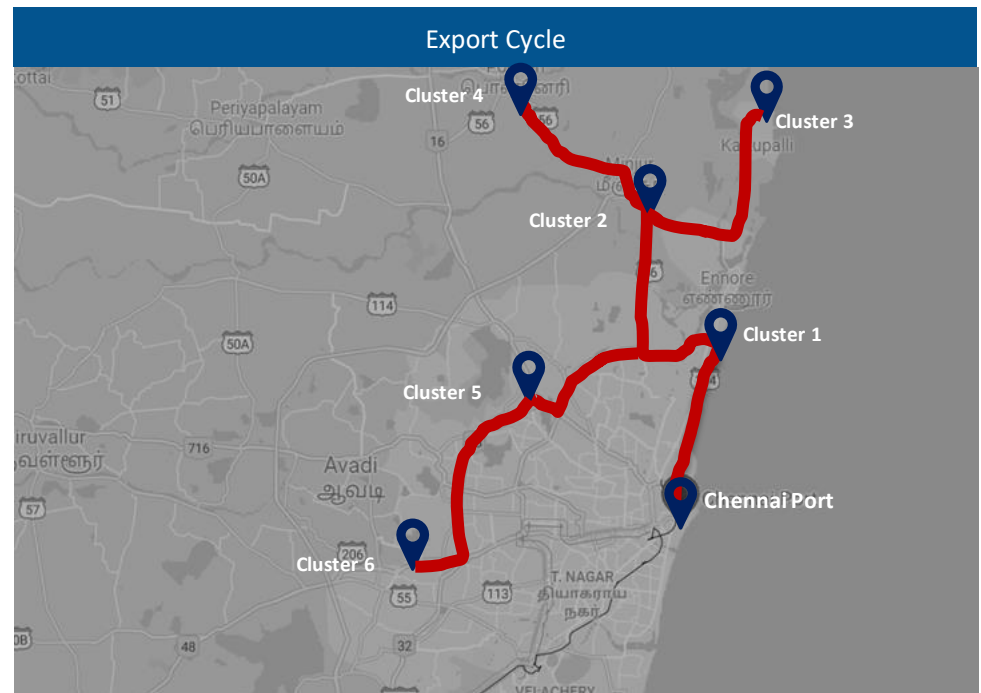 Export Cycle
Cluster 4
Cluster 3
Cluster 2
Cluster 1
Cluster 5
Chennai Port
Cluster 6
51
Periyapalayam
பெரியபாளையம்
56
56
16
50A
Ennore
எண்ணூர்
114
50A
716
Avadi
ஆவடி
57
206
55
113
T. NAGAR
தியாகராய
நகர்
48
32